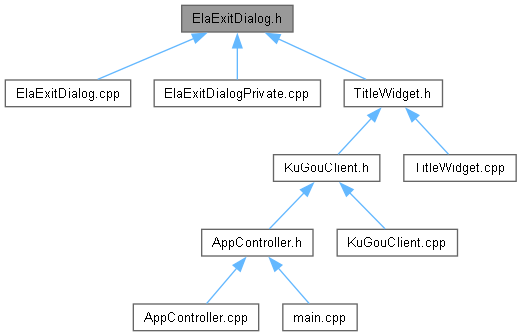 ElaExitDialog.h
ElaExitDialog.cpp
ElaExitDialogPrivate.cpp
TitleWidget.h
KuGouClient.h
TitleWidget.cpp
AppController.h
KuGouClient.cpp
AppController.cpp
main.cpp